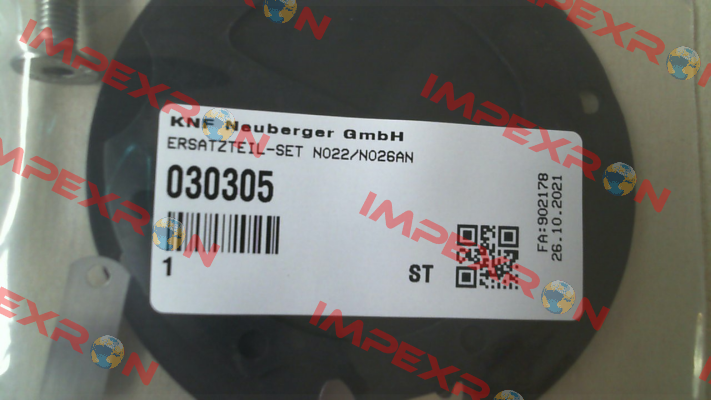 KNF Neuberger GmbH
ERSATZTEIL-SET N022/N026AN
030305
1
ST
FA:902178
26.10.2021
IMPEXRON
IMPEXRON
IMPEXRON
IMPEXRON
IMPEXRON
IMPEXRON